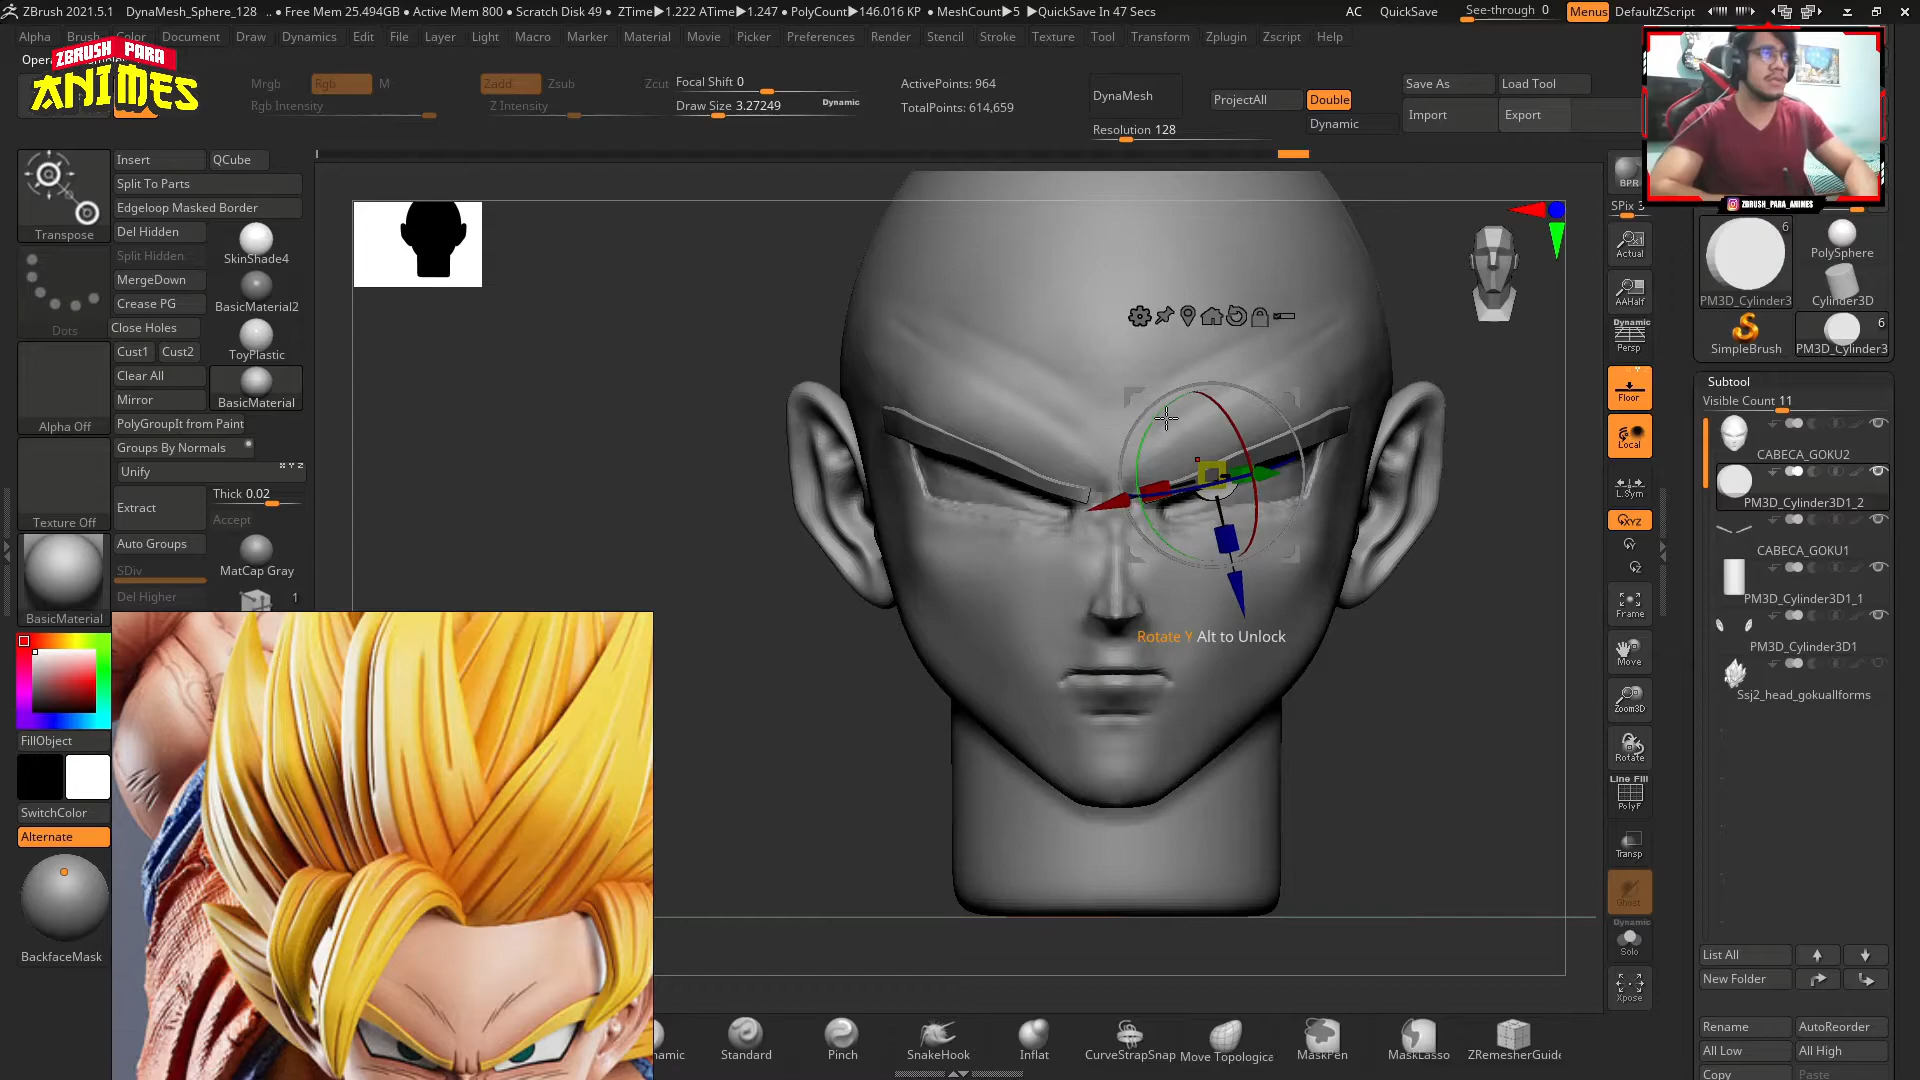 ZBrush 2021.5.1 DynaMesh_Sphere_128 .. • Free Mem 25.494GB • Active Mem 800 • Scratch Disk 49 • ZTime▶1.222 ATime▶1.247 • PolyCount▶146.016 KP • MeshCount▶5 ▶QuickSave In 47 Secs AC QuickSave See-through 0 Menus DefaultZScript
Alpha Brush Color Document Draw Dynamics Edit File Layer Light Macro Marker Material Movie Picker Preferences Render Stencil Stroke Texture Tool Transform Zplugin Zscript Help
ZBRUSH PARA
ANIMES
Mrgb Rgb M Zadd Zsub Zcut Focal Shift 0 ActivePoints: 964 DynaMesh ProjectAll Double Save As Load Tool
Rgb Intensity Z Intensity Draw Size 3.27249 Dynamic TotalPoints: 614,659 Resolution 128 Dynamic Import Export
ZBRUSH_PARA_ANIMES
Transpose
Dots
Alpha Off
Texture Off
BasicMaterial
FillObject
SwitchColor
Alternate
BackfaceMask
Insert QCube
Split To Parts
Edgeloop Masked Border
Del Hidden
Split Hidden
MergeDown
Crease PG
Close Holes
Cust1 Cust2
Clear All
Mirror
PolyGroupIt from Paint
Groups By Normals
Unify X Y Z
Thick 0.02
Extract
Accept
Auto Groups
SDiv
Del Higher
SkinShade4
BasicMaterial2
ToyPlastic
BasicMaterial
MatCap Gray
1
Rotate Y Alt to Unlock
BPR
SPix 3
Actual
AAHalf
Dynamic
Persp
Floor
Local
L.Sym
XYZ
Y
Z
Frame
Move
Zoom3D
Rotate
Line Fill
PolyF
Transp
Ghost
Dynamic
Solo
Xpose
6
PM3D_Cylinder3
PolySphere
Cylinder3D
SimpleBrush
6
PM3D_Cylinder3
Subtool
Visible Count 11
CABECA_GOKU2
PM3D_Cylinder3D1_2
CABECA_GOKU1
PM3D_Cylinder3D1_1
PM3D_Cylinder3D1
Ssj2_head_gokuallforms
List All
New Folder
Rename AutoReorder
All Low All High
Copy Paste
Standard Pinch SnakeHook Inflat CurveStrapSnap Move Topologica MaskPen MaskLasso ZRemesherGuide